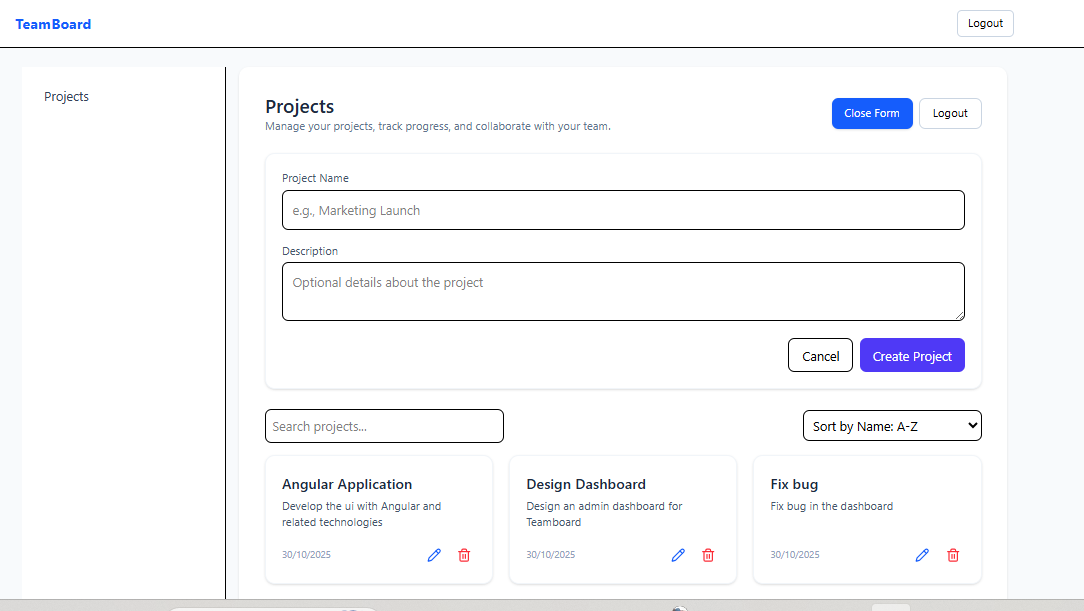 TeamBoard
Logout
Projects
Projects
Manage your projects, track progress, and collaborate with your team.
Close Form
Logout
Project Name
e.g., Marketing Launch
Description
Optional details about the project
Cancel
Create Project
Search projects...
Sort by Name: A-Z
Angular Application
Develop the ui with Angular and
related technologies
30/10/2025
Design Dashboard
Design an admin dashboard for
Teamboard
30/10/2025
Fix bug
Fix bug in the dashboard
30/10/2025